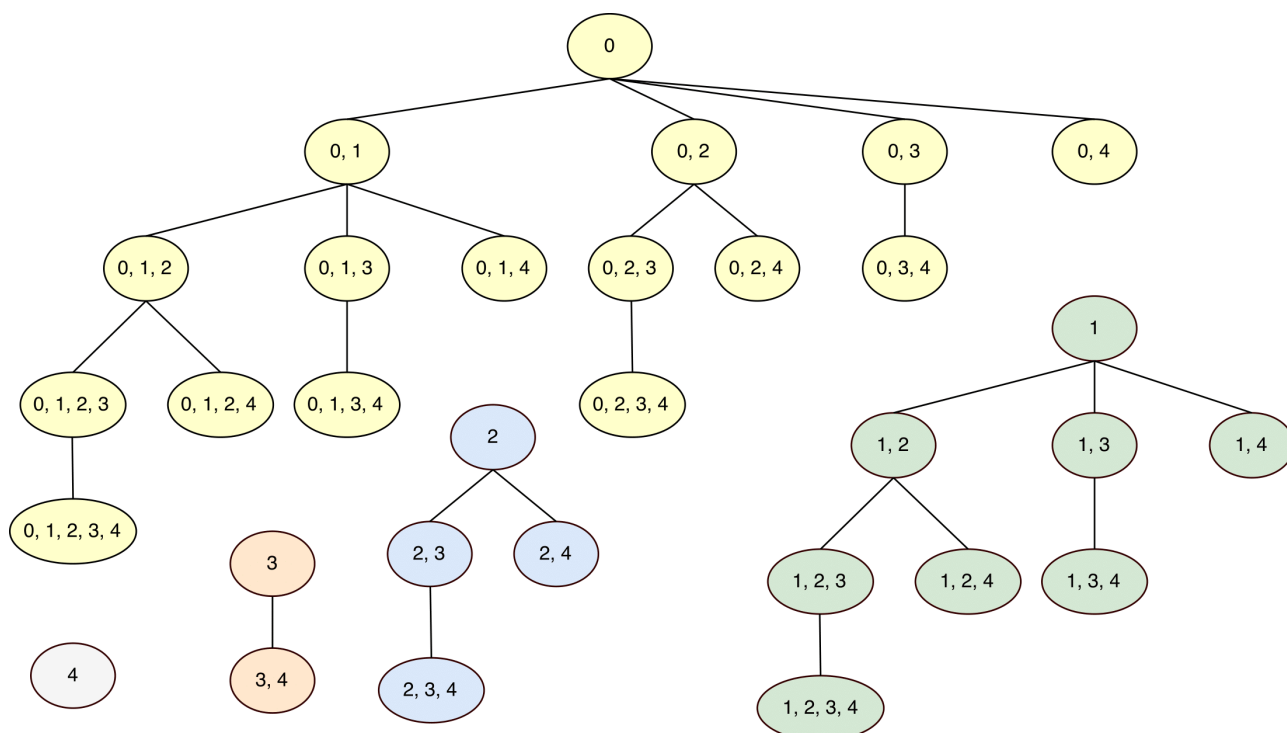 0
0, 1
0, 2
0, 3
0, 4
0, 1, 2
0, 1, 3
0, 1, 4
0, 2, 3
0, 2, 4
0, 3, 4
0, 1, 2, 3
0, 1, 2, 4
0, 1, 3, 4
0, 2, 3, 4
0, 1, 2, 3, 4
1
1, 2
1, 3
1, 4
1, 2, 3
1, 2, 4
1, 3, 4
1, 2, 3, 4
2
2, 3
2, 4
2, 3, 4
3
3, 4
4